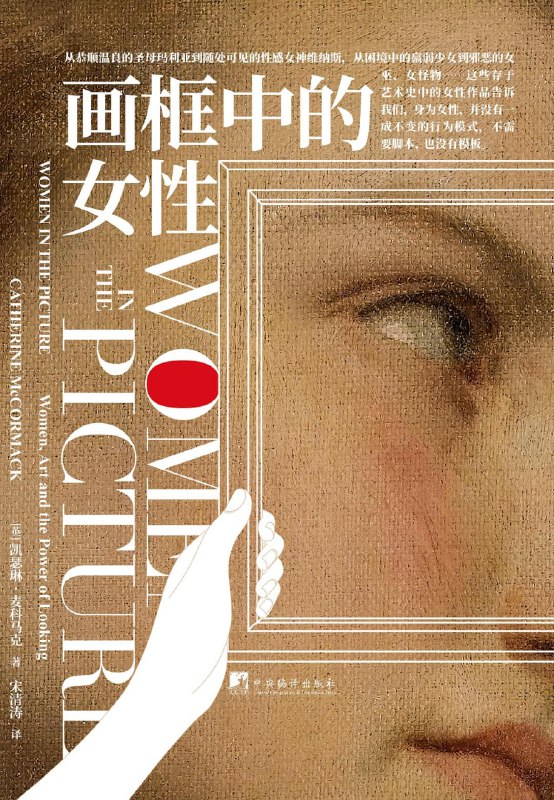 从恭顺温良的圣母玛利亚到随处可见的性感女神维纳斯，从困境中的羸弱少女到邪恶的女
巫、女怪物……这些存于
艺术史中的女性作品告诉
我们，身为女性，并没有一
成不变的行为模式，不需
要脚本，也没有模板。
画框中的
女性
WOMEN
IN
THE
PICTURE
WOMEN IN THE PICTURE
Women, Art and the Power of Looking
CATHERINE McCORMACK
［英］凯瑟琳·麦科马克 著
宋清涛 译
中央编译出版社
Central Compilation & Translation Press